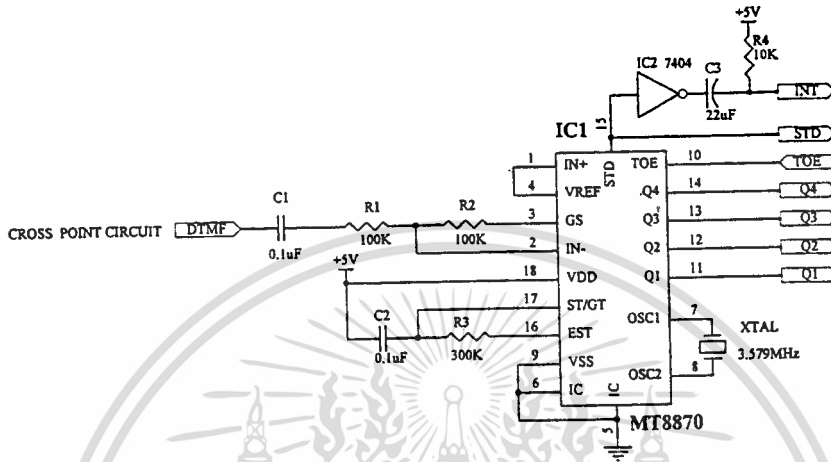 +5V
R4
10K
IC2 7404
C3
22uF
INT
15
STD
IC1
1
IN+
STD
TOE
10
TOE
4
VREF
.Q4
14
Q4
C1
R1
R2
3
GS
Q3
13
Q3
CROSS POINT CIRCUIT
DTMF
0.1uF
100K
100K
2
IN-
Q2
12
Q2
+5V
18
VDD
Q1
11
Q1
17
ST/GT
C2
R3
16
EST
OSC1
7
XTAL
0.1uF
300K
9
VSS
3.579MHz
6
IC
IC
OSC2
8
5
MT8870